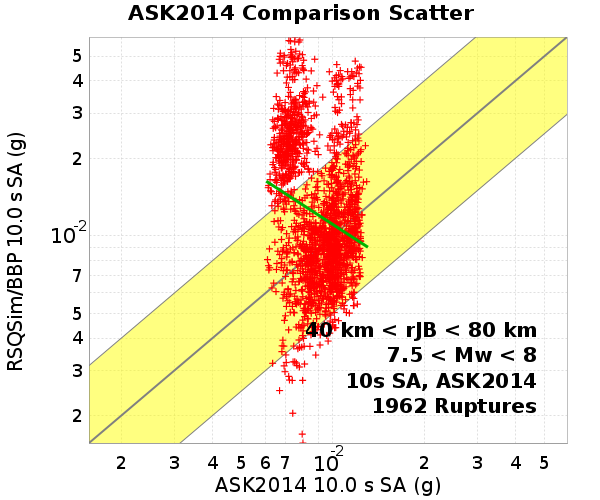 ASK2014 Comparison Scatter
RSQSim/BBP 10.0 s SA (g)
5
4
3
2
10-2
7
5
4
3
2
40 km < rJB < 80 km
7.5 < Mw < 8
10s SA, ASK2014
1962 Ruptures
2 3 4 5 6 7 10-2 2 3 4 5
ASK2014 10.0 s SA (g)